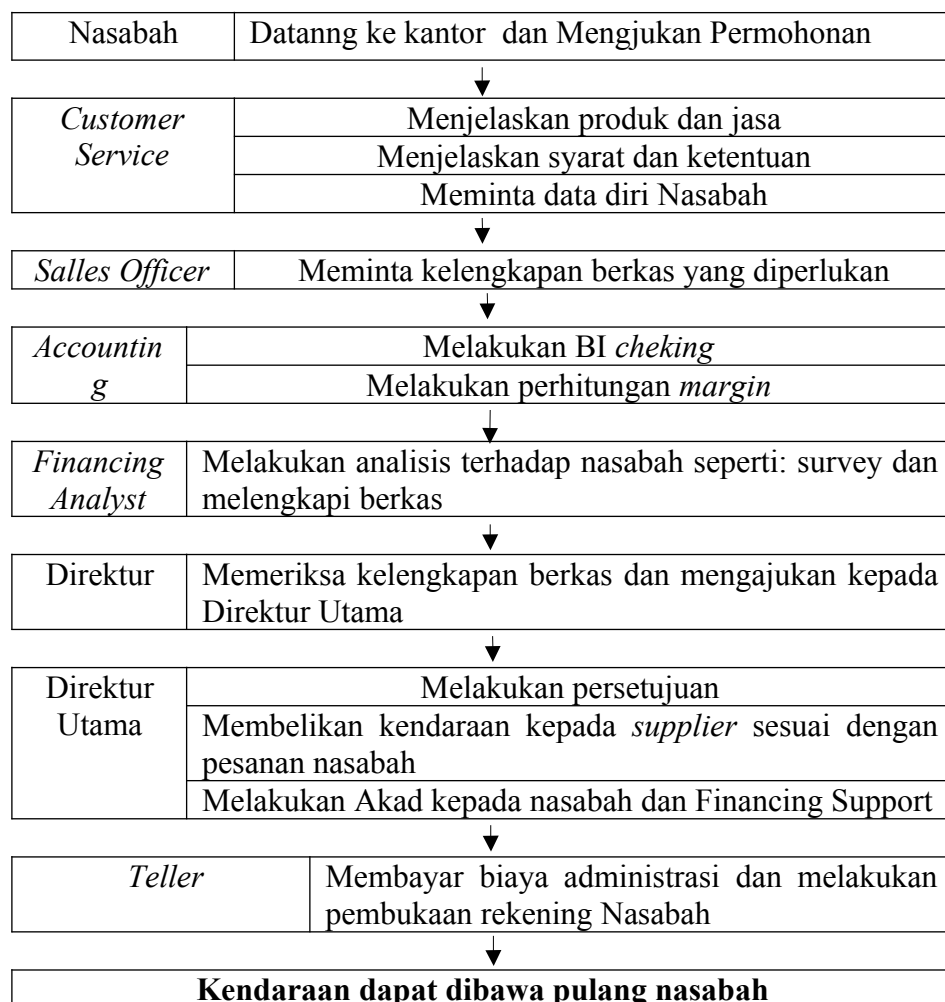 Nasabah
Datanng ke kantor dan Mengjukan Permohonan
Customer
Service
Menjelaskan produk dan jasa
Menjelaskan syarat dan ketentuan
Meminta data diri Nasabah
Salles Officer
Meminta kelengkapan berkas yang diperlukan
Accountin
g
Melakukan BI cheking
Melakukan perhitungan margin
Financing
Analyst
Melakukan analisis terhadap nasabah seperti: survey dan
melengkapi berkas
Direktur
Memeriksa kelengkapan berkas dan mengajukan kepada
Direktur Utama
Direktur
Utama
Melakukan persetujuan
Membelikan kendaraan kepada supplier sesuai dengan
pesanan nasabah
Melakukan Akad kepada nasabah dan Financing Support
Teller
Membayar biaya administrasi dan melakukan
pembukaan rekening Nasabah
Kendaraan dapat dibawa pulang nasabah